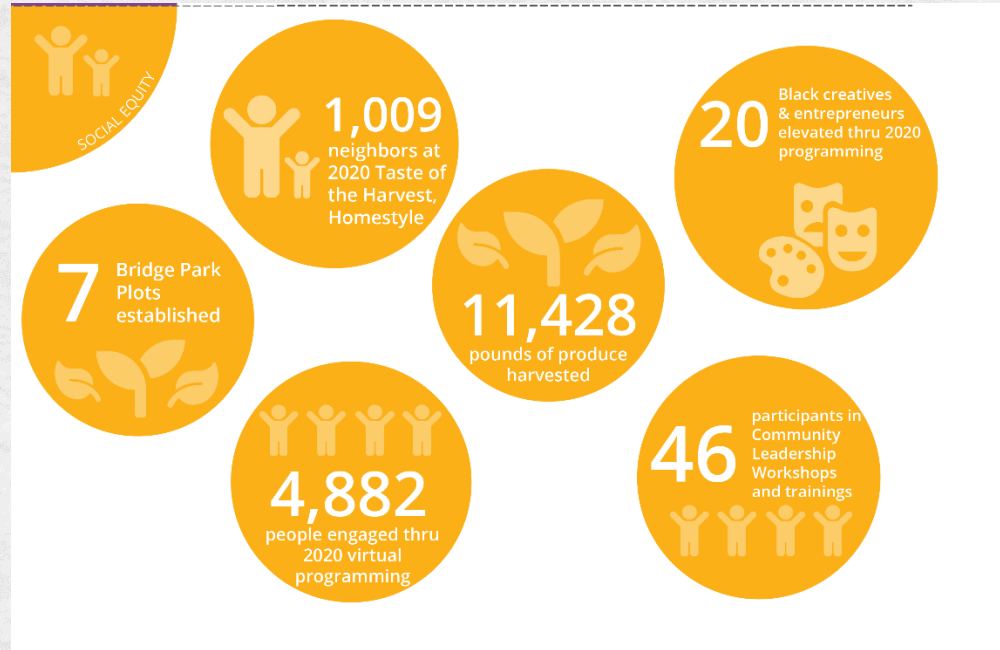 SOCIAL EQUITY
1,009
neighbors at
2020 Taste of
the Harvest,
Homestyle
20
Black creatives
& entrepreneurs
elevated thru 2020
programming
7
Bridge Park
Plots
established
11,428
pounds of produce
harvested
4,882
people engaged thru
2020 virtual
programming
46
participants in
Community
Leadership
Workshops
and trainings